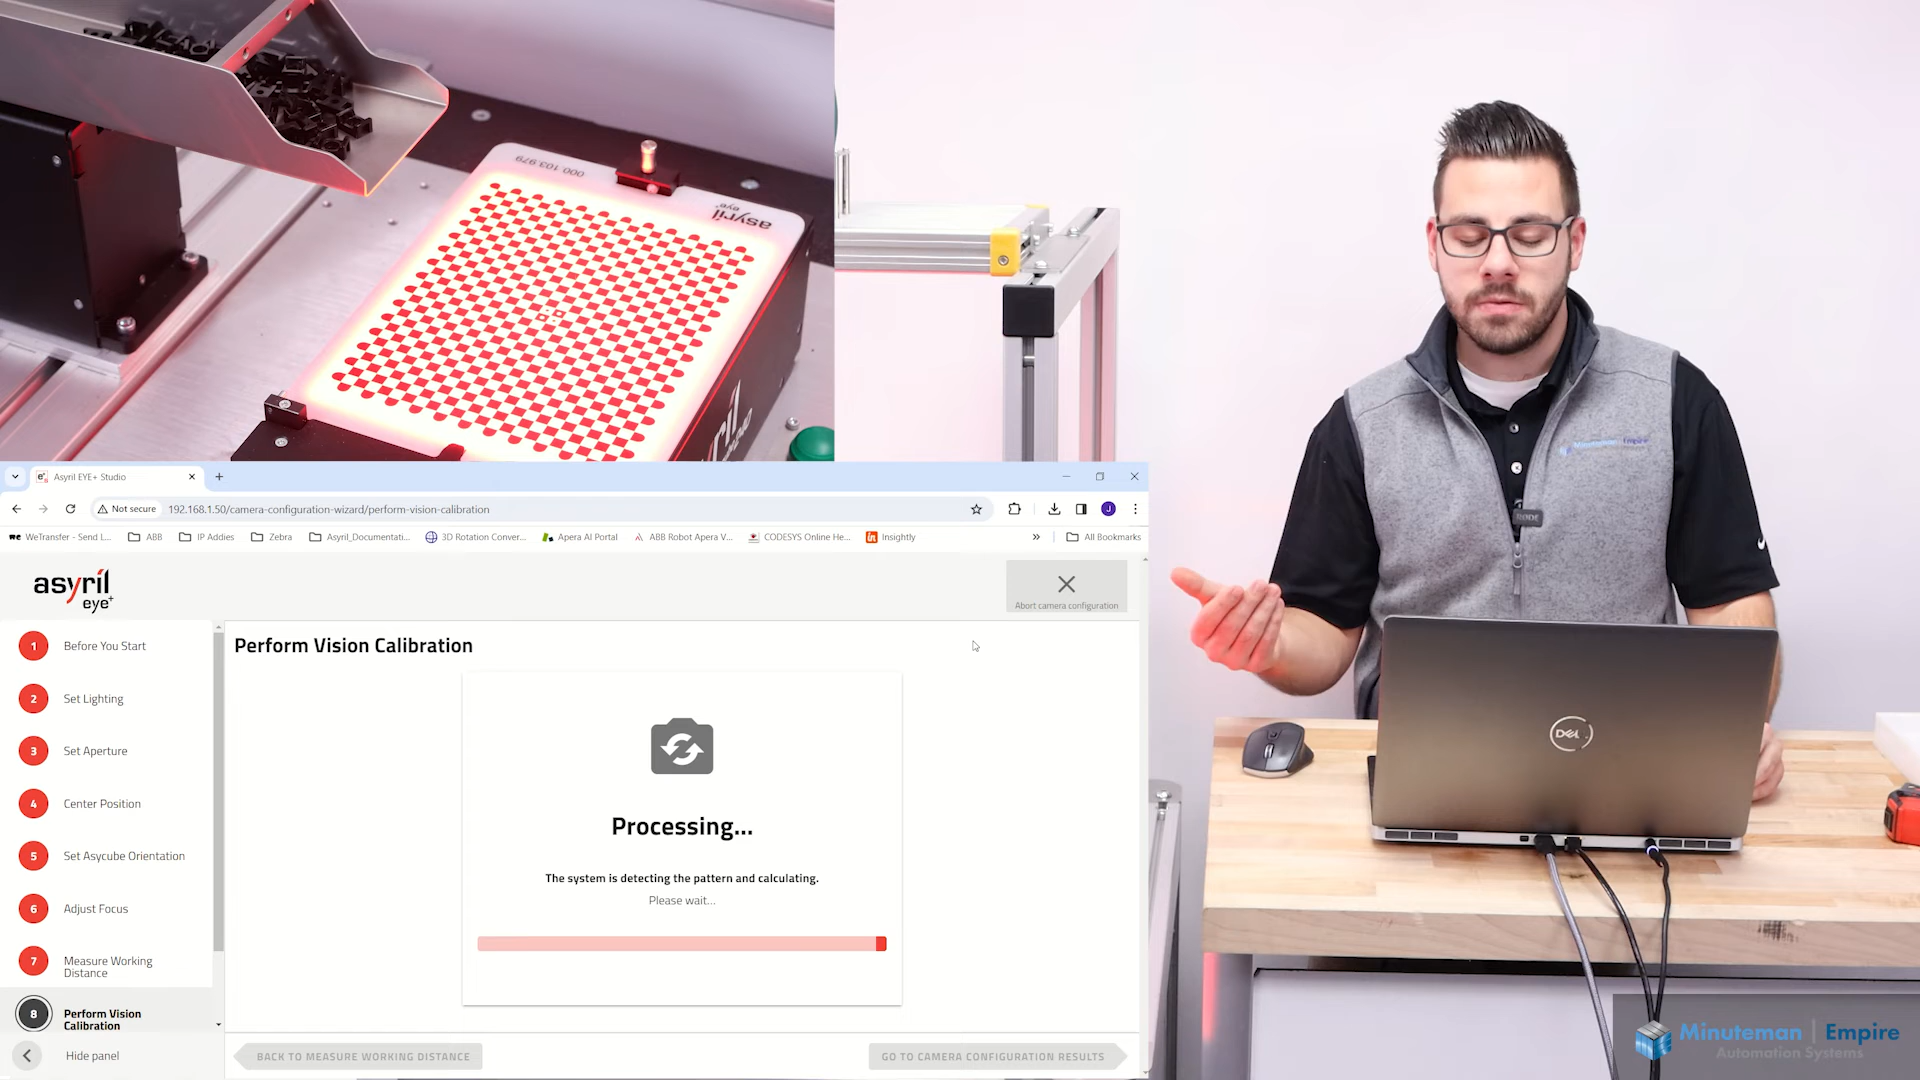 000.103.979
asyril
eye+
Asyril EYE+ Studio
Not secure
192.168.1.50/camera-configuration-wizard/perform-vision-calibration
J
WeTransfer - Send L...
ABB
IP Addies
Zebra
Asyril_Documentati...
3D Rotation Conver...
Apera AI Portal
ABB Robot Apera V...
CODESYS Online He...
Insightly
All Bookmarks
asyril
eye+
Abort camera configuration
1 Before You Start
2 Set Lighting
3 Set Aperture
4 Center Position
5 Set Asycube Orientation
6 Adjust Focus
7 Measure Working
Distance
8 Perform Vision
Calibration
Hide panel
Perform Vision Calibration
Processing...
The system is detecting the pattern and calculating.
Please wait...
BACK TO MEASURE WORKING DISTANCE
GO TO CAMERA CONFIGURATION RESULTS
Minuteman Empire
RODE
DELL
Minuteman | Empire
Automation Systems